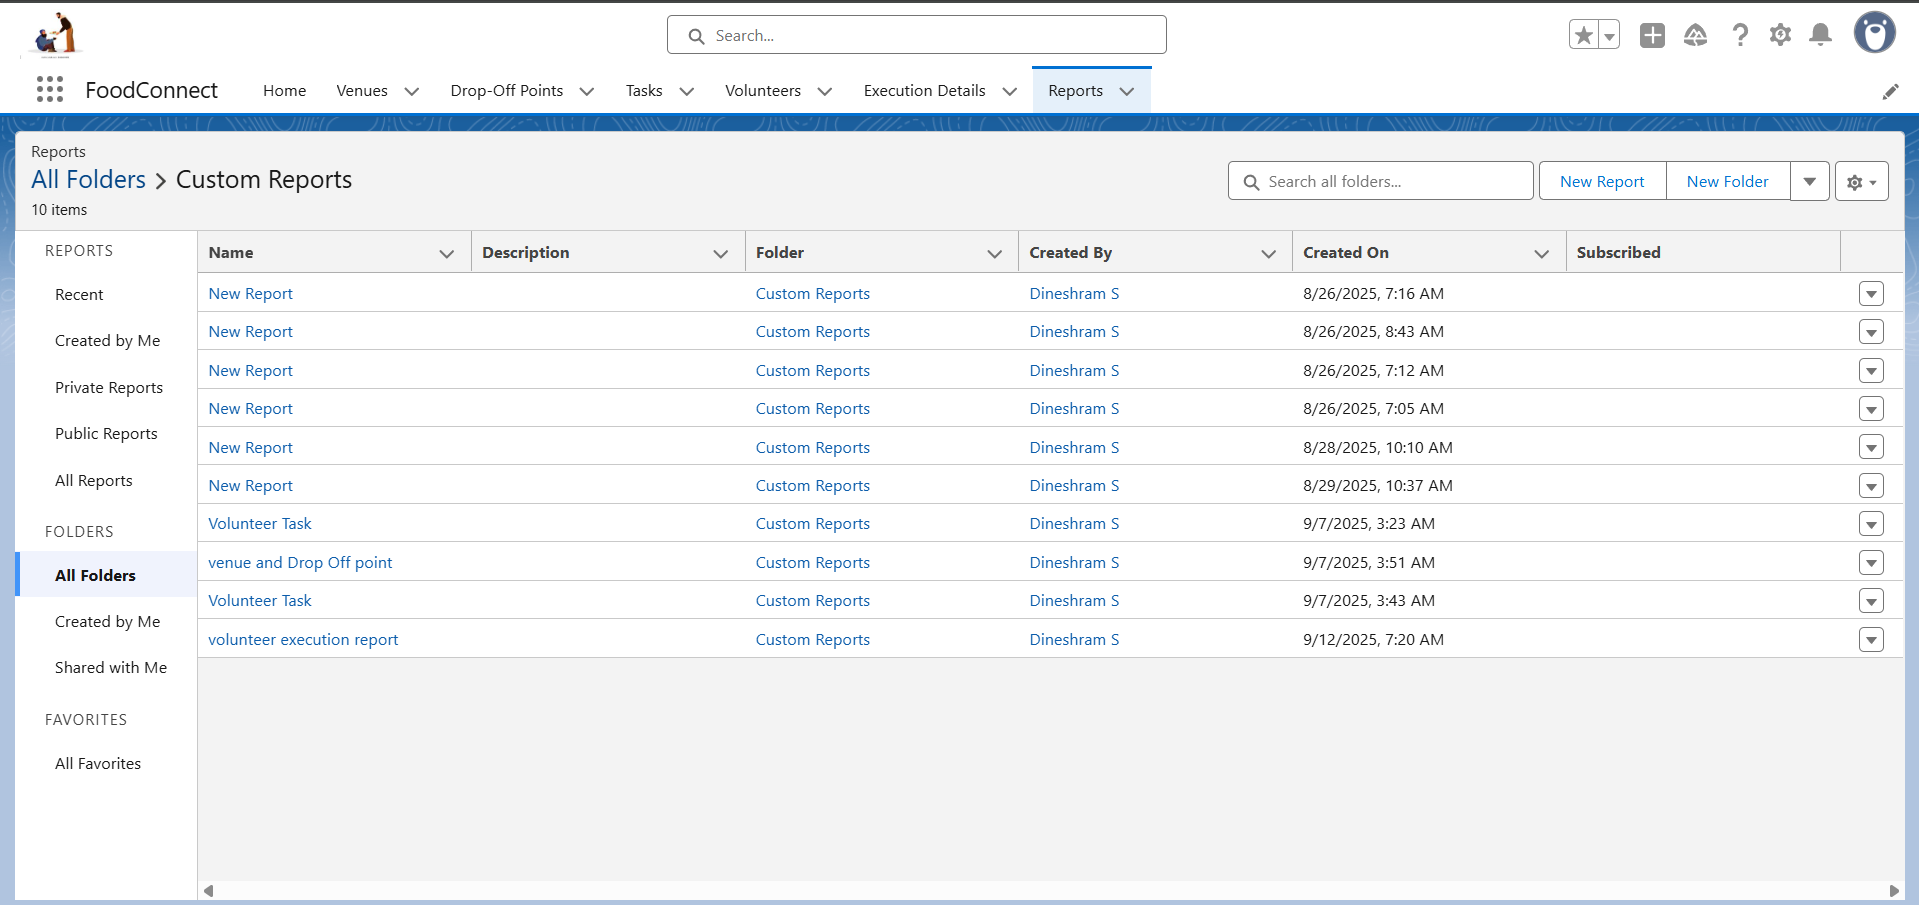 Search...
FoodConnect Home Venues Drop-Off Points Tasks Volunteers Execution Details Reports
Reports
All Folders > Custom Reports
10 items
Search all folders...
New Report New Folder
REPORTS
Recent
Created by Me
Private Reports
Public Reports
All Reports
FOLDERS
All Folders
Created by Me
Shared with Me
FAVORITES
All Favorites
Name Description Folder Created By Created On Subscribed
New Report Custom Reports Dineshram S 8/26/2025, 7:16 AM
New Report Custom Reports Dineshram S 8/26/2025, 8:43 AM
New Report Custom Reports Dineshram S 8/26/2025, 7:12 AM
New Report Custom Reports Dineshram S 8/26/2025, 7:05 AM
New Report Custom Reports Dineshram S 8/28/2025, 10:10 AM
New Report Custom Reports Dineshram S 8/29/2025, 10:37 AM
Volunteer Task Custom Reports Dineshram S 9/7/2025, 3:23 AM
venue and Drop Off point Custom Reports Dineshram S 9/7/2025, 3:51 AM
Volunteer Task Custom Reports Dineshram S 9/7/2025, 3:43 AM
volunteer execution report Custom Reports Dineshram S 9/12/2025, 7:20 AM